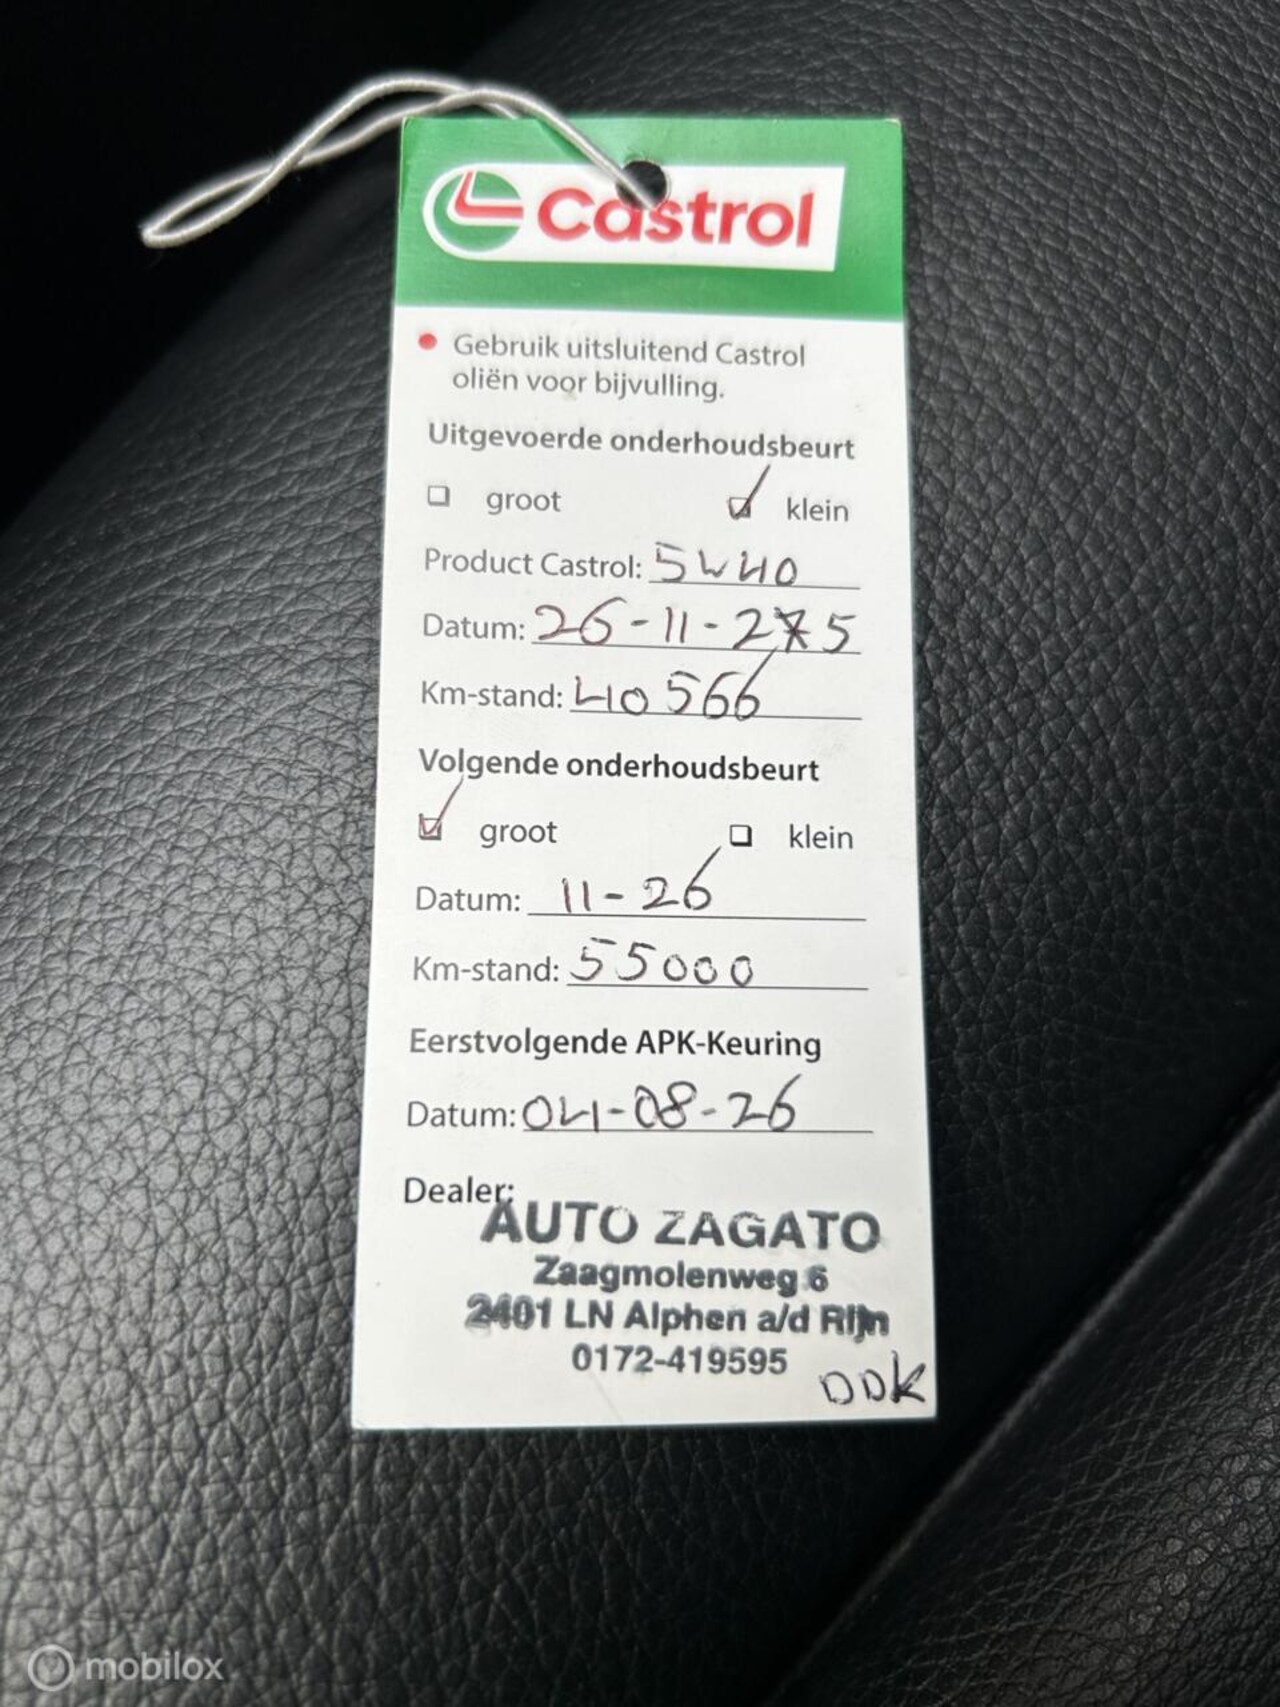 Castrol
Gebruik uitsluitend Castrol
oliën voor bijvulling.
Uitgevoerde onderhoudsbeurt
groot klein
Product Castrol: 5W40
Datum: 26-11-25
Km-stand: 40566
Volgende onderhoudsbeurt
groot klein
Datum: 11-26
Km-stand: 55000
Eerstvolgende APK-Keuring
Datum: 04-08-26
Dealer:
AUTO ZAGATO
Zaagmolenweg 6
2401 LN Alphen a/d Rijn
0172-419595
DDK
mobilox